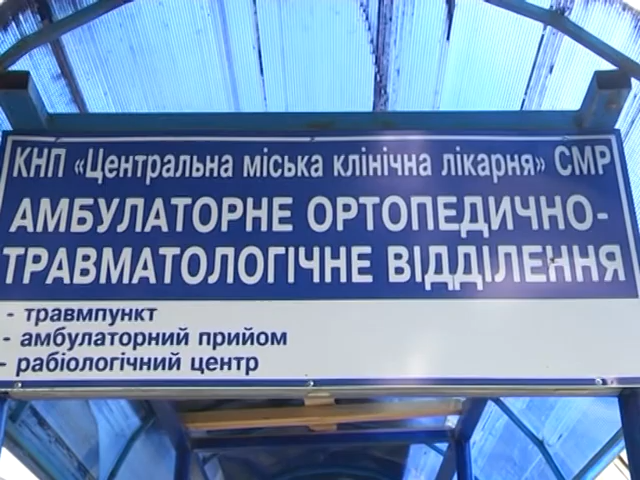 КНП «Центральна міська клінічна лікарня» СМР
АМБУЛАТОРНЕ ОРТОПЕДИЧНО-
ТРАВМАТОЛОГІЧНЕ ВІДДІЛЕННЯ
- травмпункт
- амбулаторний прийом
- рабіологічний центр